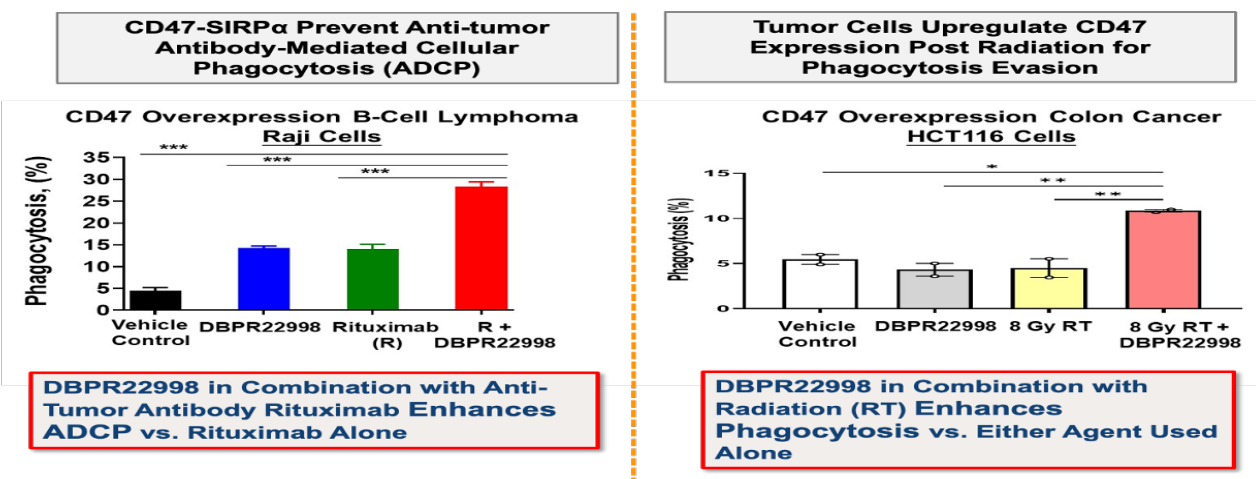 CD47-SIRPα Prevent Anti-tumor
Antibody-Mediated Cellular
Phagocytosis (ADCP)
CD47 Overexpression B-Cell Lymphoma
Raji Cells
Phagocytosis, (%)
35
30
25
20
15
10
5
0
***
***
***
Vehicle
Control
DBPR22998
Rituximab
(R)
R +
DBPR22998
DBPR22998 in Combination with Anti-
Tumor Antibody Rituximab Enhances
ADCP vs. Rituximab Alone
Tumor Cells Upregulate CD47
Expression Post Radiation for
Phagocytosis Evasion
CD47 Overexpression Colon Cancer
HCT116 Cells
Phagocytosis (%)
15
10
5
0
*
**
**
Vehicle
Control
DBPR22998
8 Gy RT
8 Gy RT +
DBPR22998
DBPR22998 in Combination with
Radiation (RT) Enhances
Phagocytosis vs. Either Agent Used
Alone